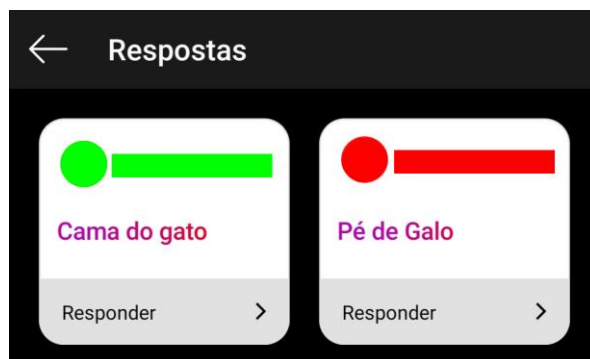 Respostas
Cama do gato
Responder
Pé de Galo
Responder